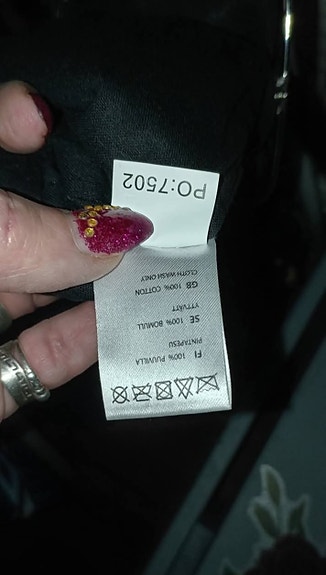 FI 100% PUUVILLA
PINTAPESU
SE 100% BOMULL
YTTVÄTT
GB 100% COTTON
CLOTH WASH ONLY
PO:7502